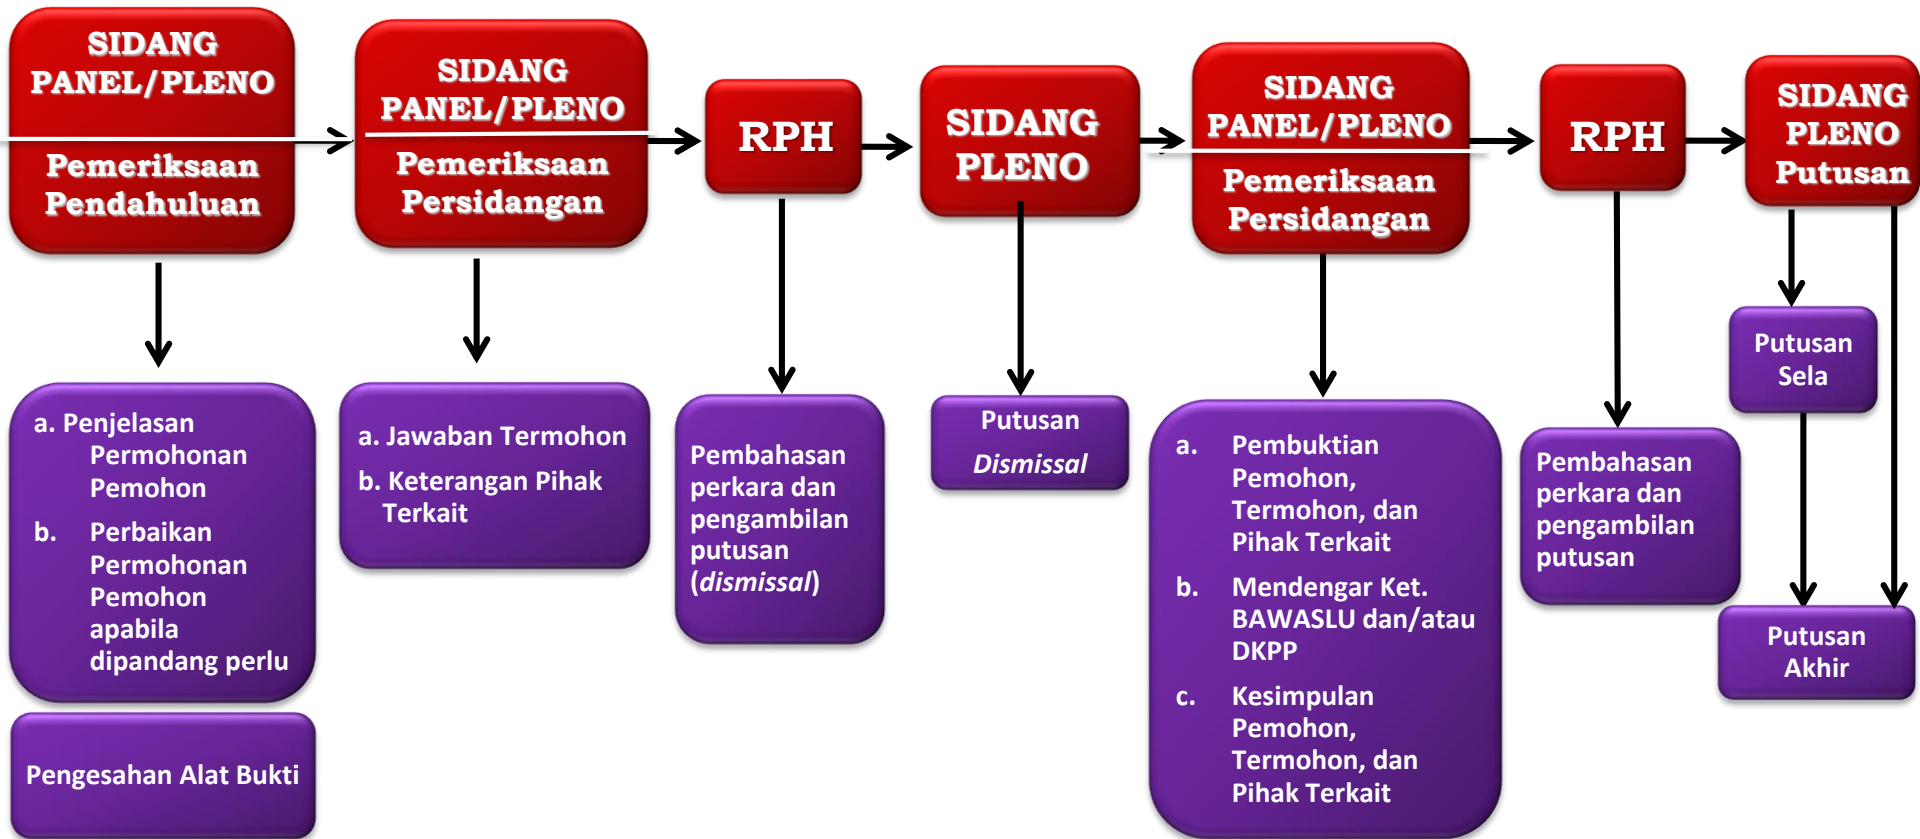 SIDANG
PANEL/PLENO
Pemeriksaan
Pendahuluan
SIDANG
PANEL/PLENO
Pemeriksaan
Persidangan
RPH
SIDANG
PLENO
SIDANG
PANEL/PLENO
Pemeriksaan
Persidangan
RPH
SIDANG
PLENO
Putusan
a. Penjelasan
Permohonan
Pemohon
b. Perbaikan
Permohonan
Pemohon
apabila
dipandang perlu
Pengesahan Alat Bukti
a. Jawaban Termohon
b. Keterangan Pihak
Terkait
Pembahasan
perkara dan
pengambilan
putusan
(dismissal)
Putusan
Dismissal
a. Pembuktian
Pemohon,
Termohon, dan
Pihak Terkait
b. Mendengar Ket.
BAWASLU dan/atau
DKPP
c. Kesimpulan
Pemohon,
Termohon, dan
Pihak Terkait
Pembahasan
perkara dan
pengambilan
putusan
Putusan
Sela
Putusan
Akhir